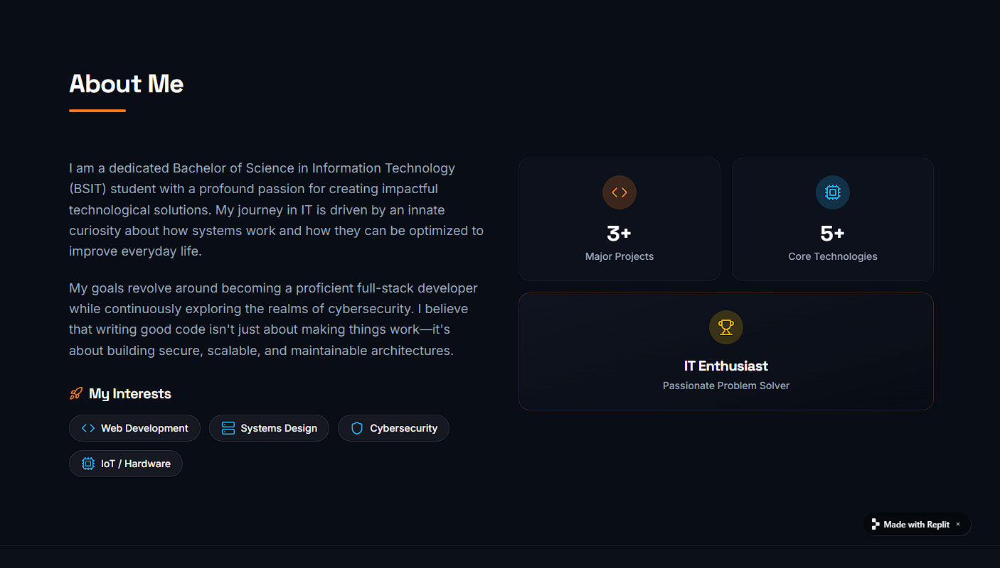 About Me
I am a dedicated Bachelor of Science in Information Technology
(BSIT) student with a profound passion for creating impactful
technological solutions. My journey in IT is driven by an innate
curiosity about how systems work and how they can be optimized to
improve everyday life.
My goals revolve around becoming a proficient full-stack developer
while continuously exploring the realms of cybersecurity. I believe
that writing good code isn't just about making things work—it's
about building secure, scalable, and maintainable architectures.
My Interests
Web Development
Systems Design
Cybersecurity
IoT / Hardware
3+
Major Projects
5+
Core Technologies
IT Enthusiast
Passionate Problem Solver
Made with Replit ×